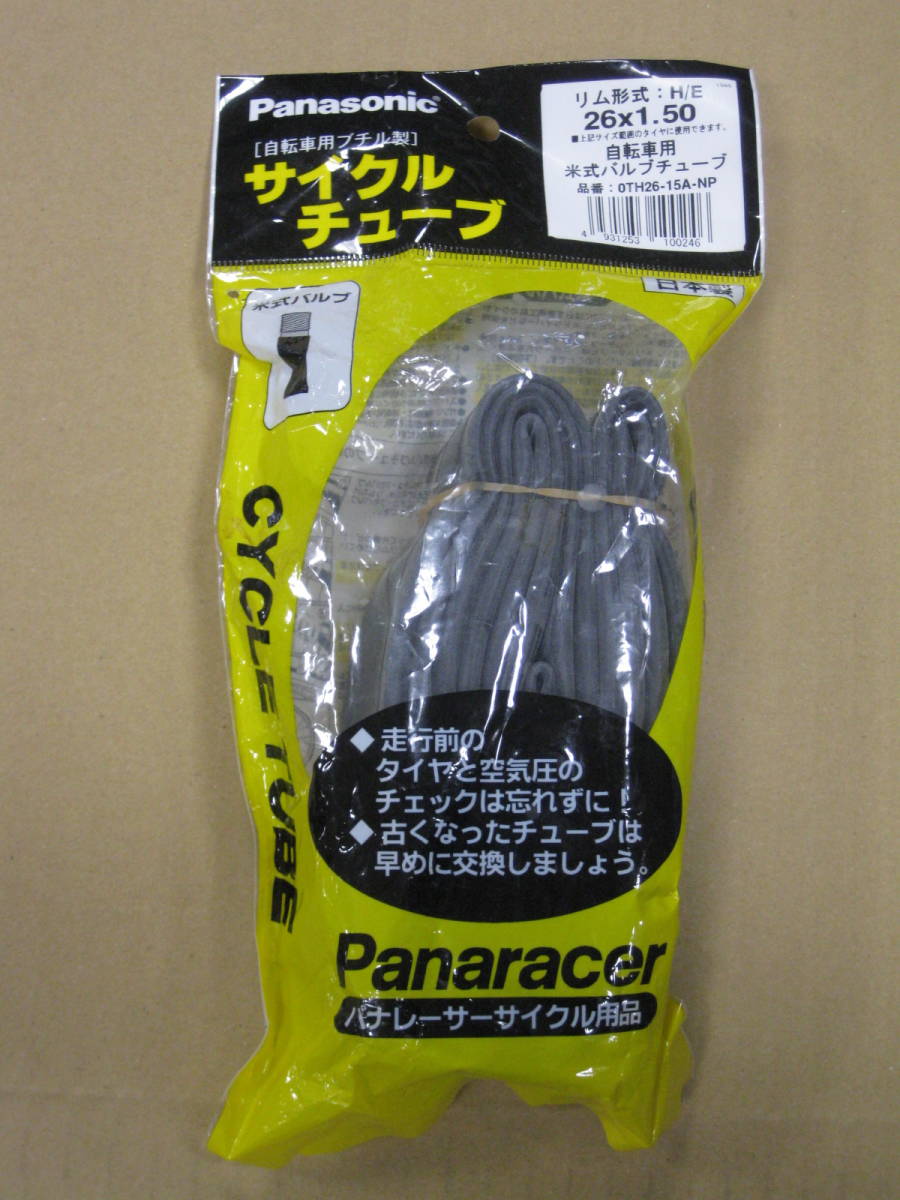 Panasonic
[自転車用ブチル製]
サイクル
チューブ
リム形式：H/E
26x1.50
■上記サイズ範囲のタイヤに使用できます。
自転車用
米式バルブチューブ
品番：0TH26-15A-NP
4 931253 100246
米式バルブ
日本製
CYCLE TUBE
◆走行前の
タイヤと空気圧の
チェックは忘れずに！
◆古くなったチューブは
早めに交換しましょう。
Panaracer
パナレーサーサイクル用品